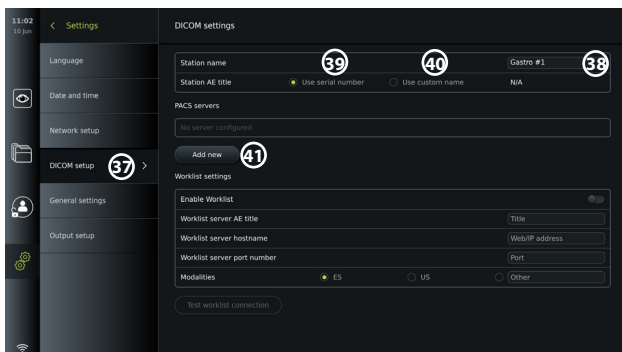 11:02
10 Jun
Settings
DICOM settings
Language
Date and time
Network setup
DICOM setup 37
General settings
Output setup
39 40
Station name Gastro #1 38
Station AE title Use serial number Use custom name N/A
PACS servers
No server configured
Add new 41
Worklist settings
Enable Worklist
Worklist server AE title Title
Worklist server hostname Web/IP address
Worklist server port number Port
Modalities ES US Other
Test worklist connection